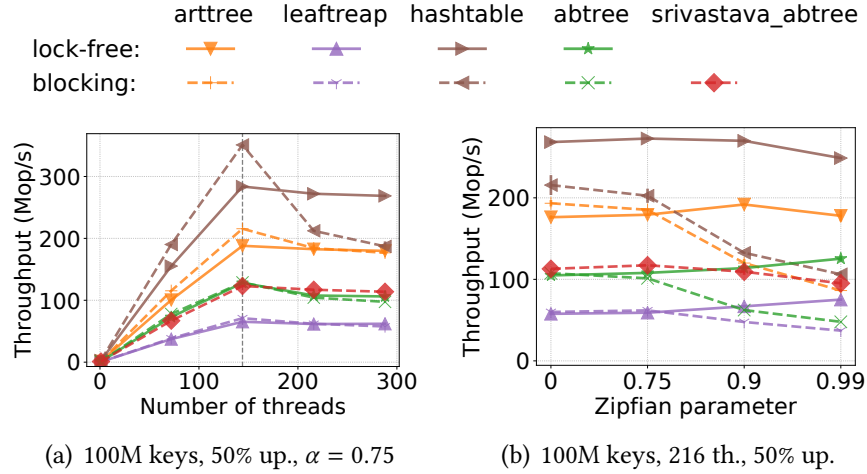 arttree leaftreap hashtable abtree srivastava_abtree
lock-free:
blocking:
Throughput (Mop/s)
300
200
100
0
0 100 200 300
Number of threads
(a) 100M keys, 50% up., α = 0.75
Throughput (Mop/s)
200
100
0
0 0.75 0.9 0.99
Zipfian parameter
(b) 100M keys, 216 th., 50% up.